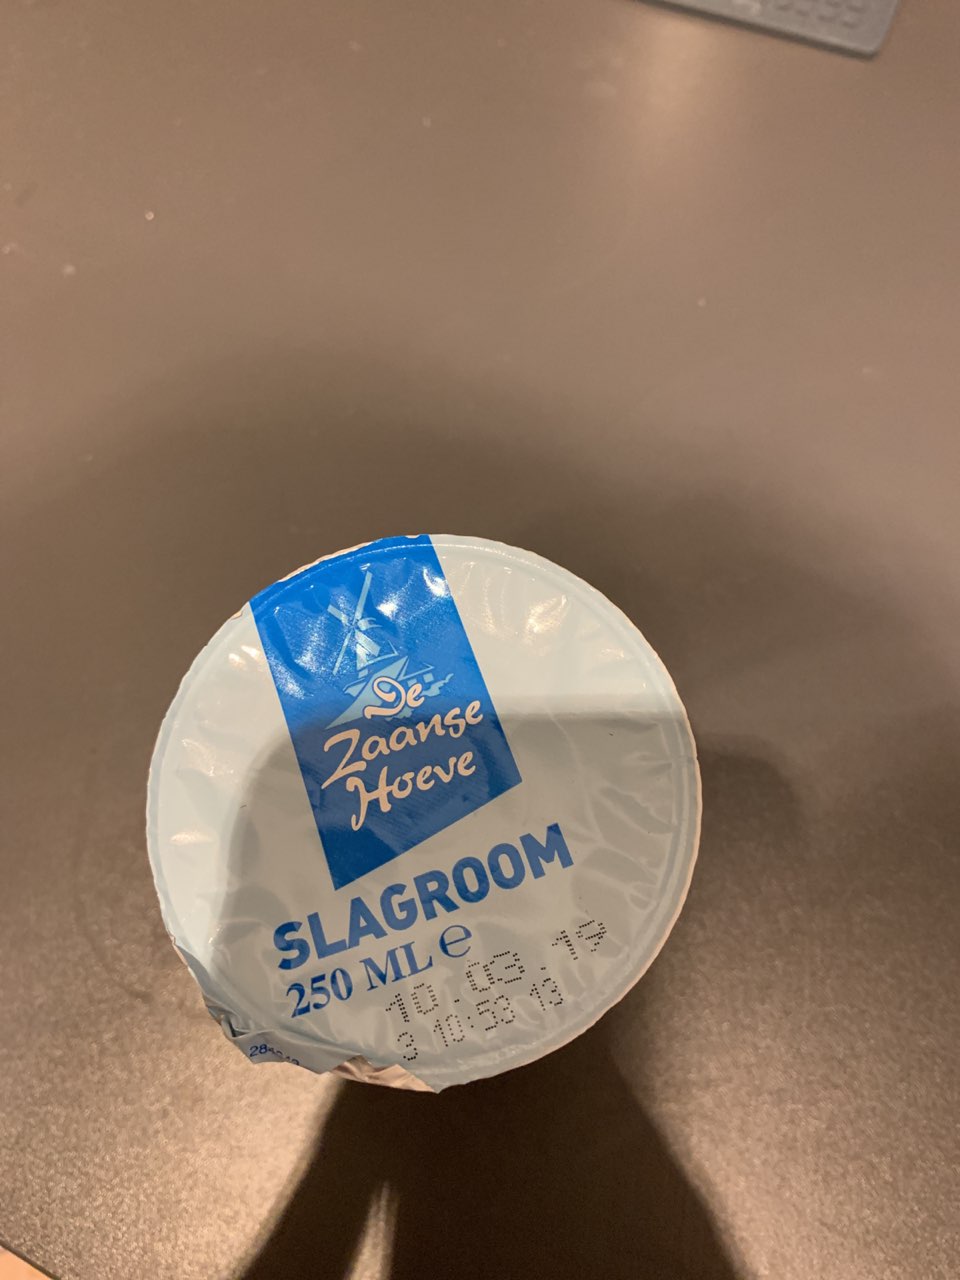 De
Zaanse
Hoeve
SLAGROOM
250 ML e
10.03.19
3 10:53 13